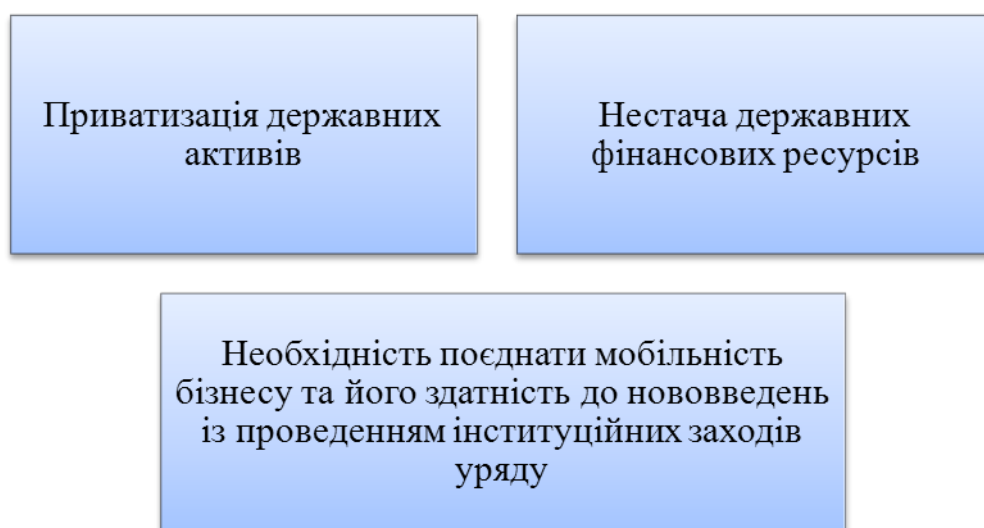 Приватизація державних
активів
Нестача державних
фінансових ресурсів
Необхідність поєднати мобільність
бізнесу та його здатність до нововведень
із проведенням інституційних заходів
уряду